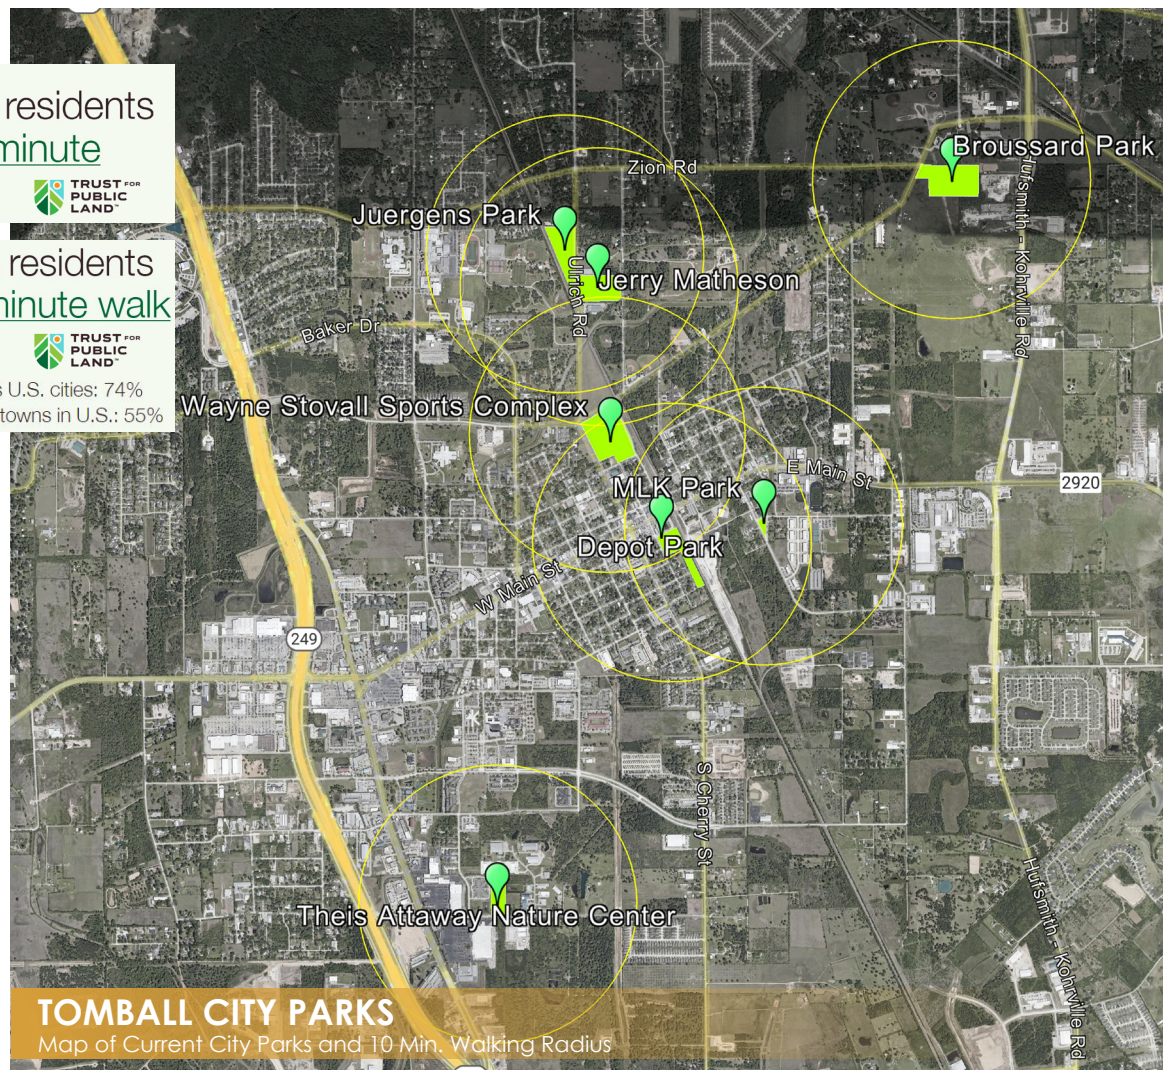 residents
minute
TRUST FOR
PUBLIC
LAND™
residents
minute walk
TRUST FOR
PUBLIC
LAND™
U.S. cities: 74%
towns in U.S.: 55%
Broussard Park
Zion Rd
Juergens Park
Jerry Matheson
Ulrich Rd
Hufsmith - Kohrville Rd
Baker Dr
Wayne Stovall Sports Complex
E Main St
MLK Park
2920
Depot Park
W Main St
249
S Cherry St
Theis Attaway Nature Center
Hufsmith - Kohrville Rd
TOMBALL CITY PARKS
Map of Current City Parks and 10 Min. Walking Radius